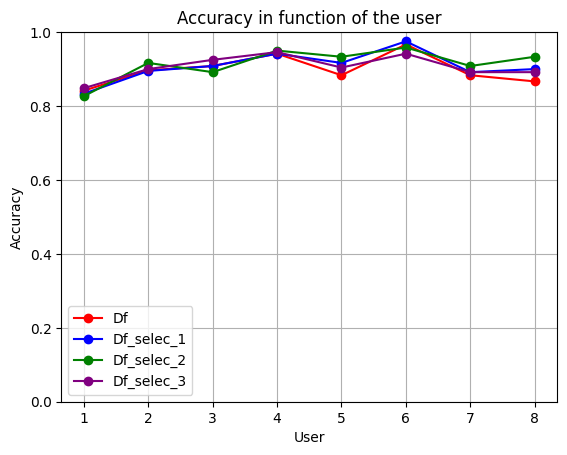 Accuracy in function of the user
Accuracy
1.0
0.8
0.6
0.4
0.2
0.0
Df
Df_selec_1
Df_selec_2
Df_selec_3
1 2 3 4 5 6 7 8
User